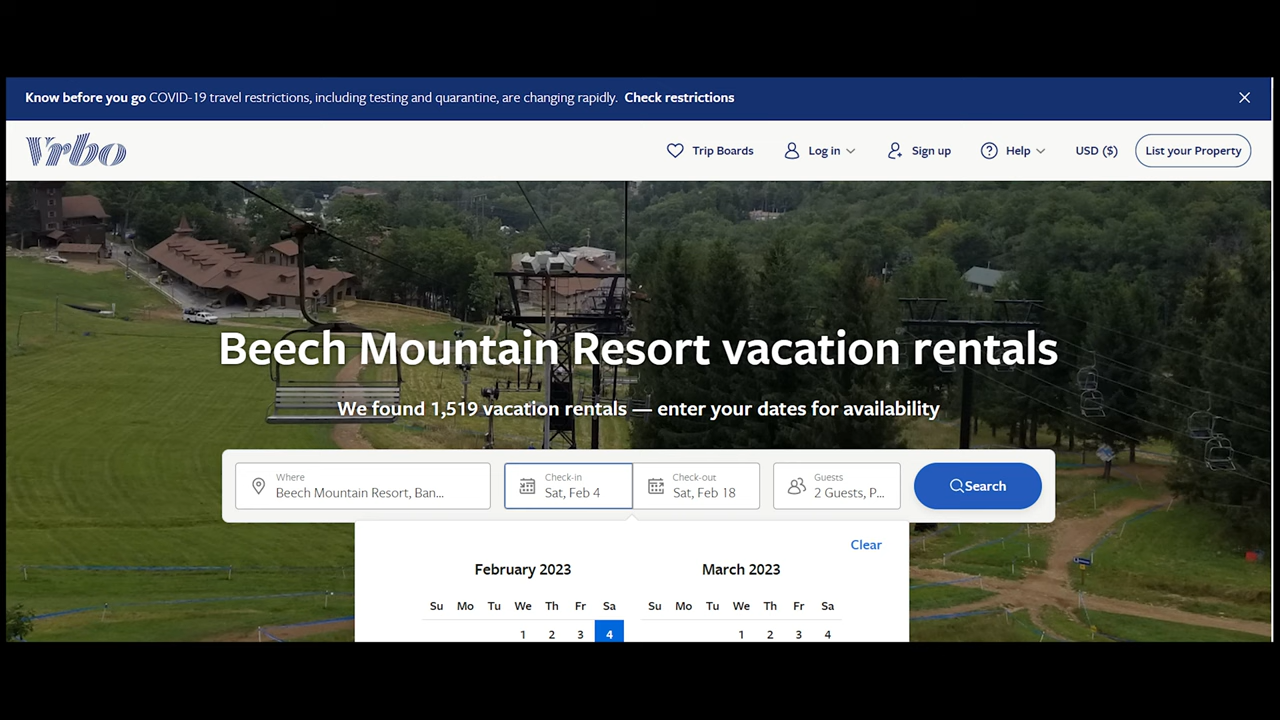 Know before you go COVID-19 travel restrictions, including testing and quarantine, are changing rapidly. Check restrictions
Vrbo
Trip Boards
Log in
Sign up
Help
USD ($)
List your Property
Beech Mountain Resort vacation rentals
We found 1,519 vacation rentals — enter your dates for availability
Where
Beech Mountain Resort, Ban...
Check-in
Sat, Feb 4
Check-out
Sat, Feb 18
Guests
2 Guests, P...
Search
Clear
February 2023
Su Mo Tu We Th Fr Sa
1 2 3 4
March 2023
Su Mo Tu We Th Fr Sa
1 2 3 4